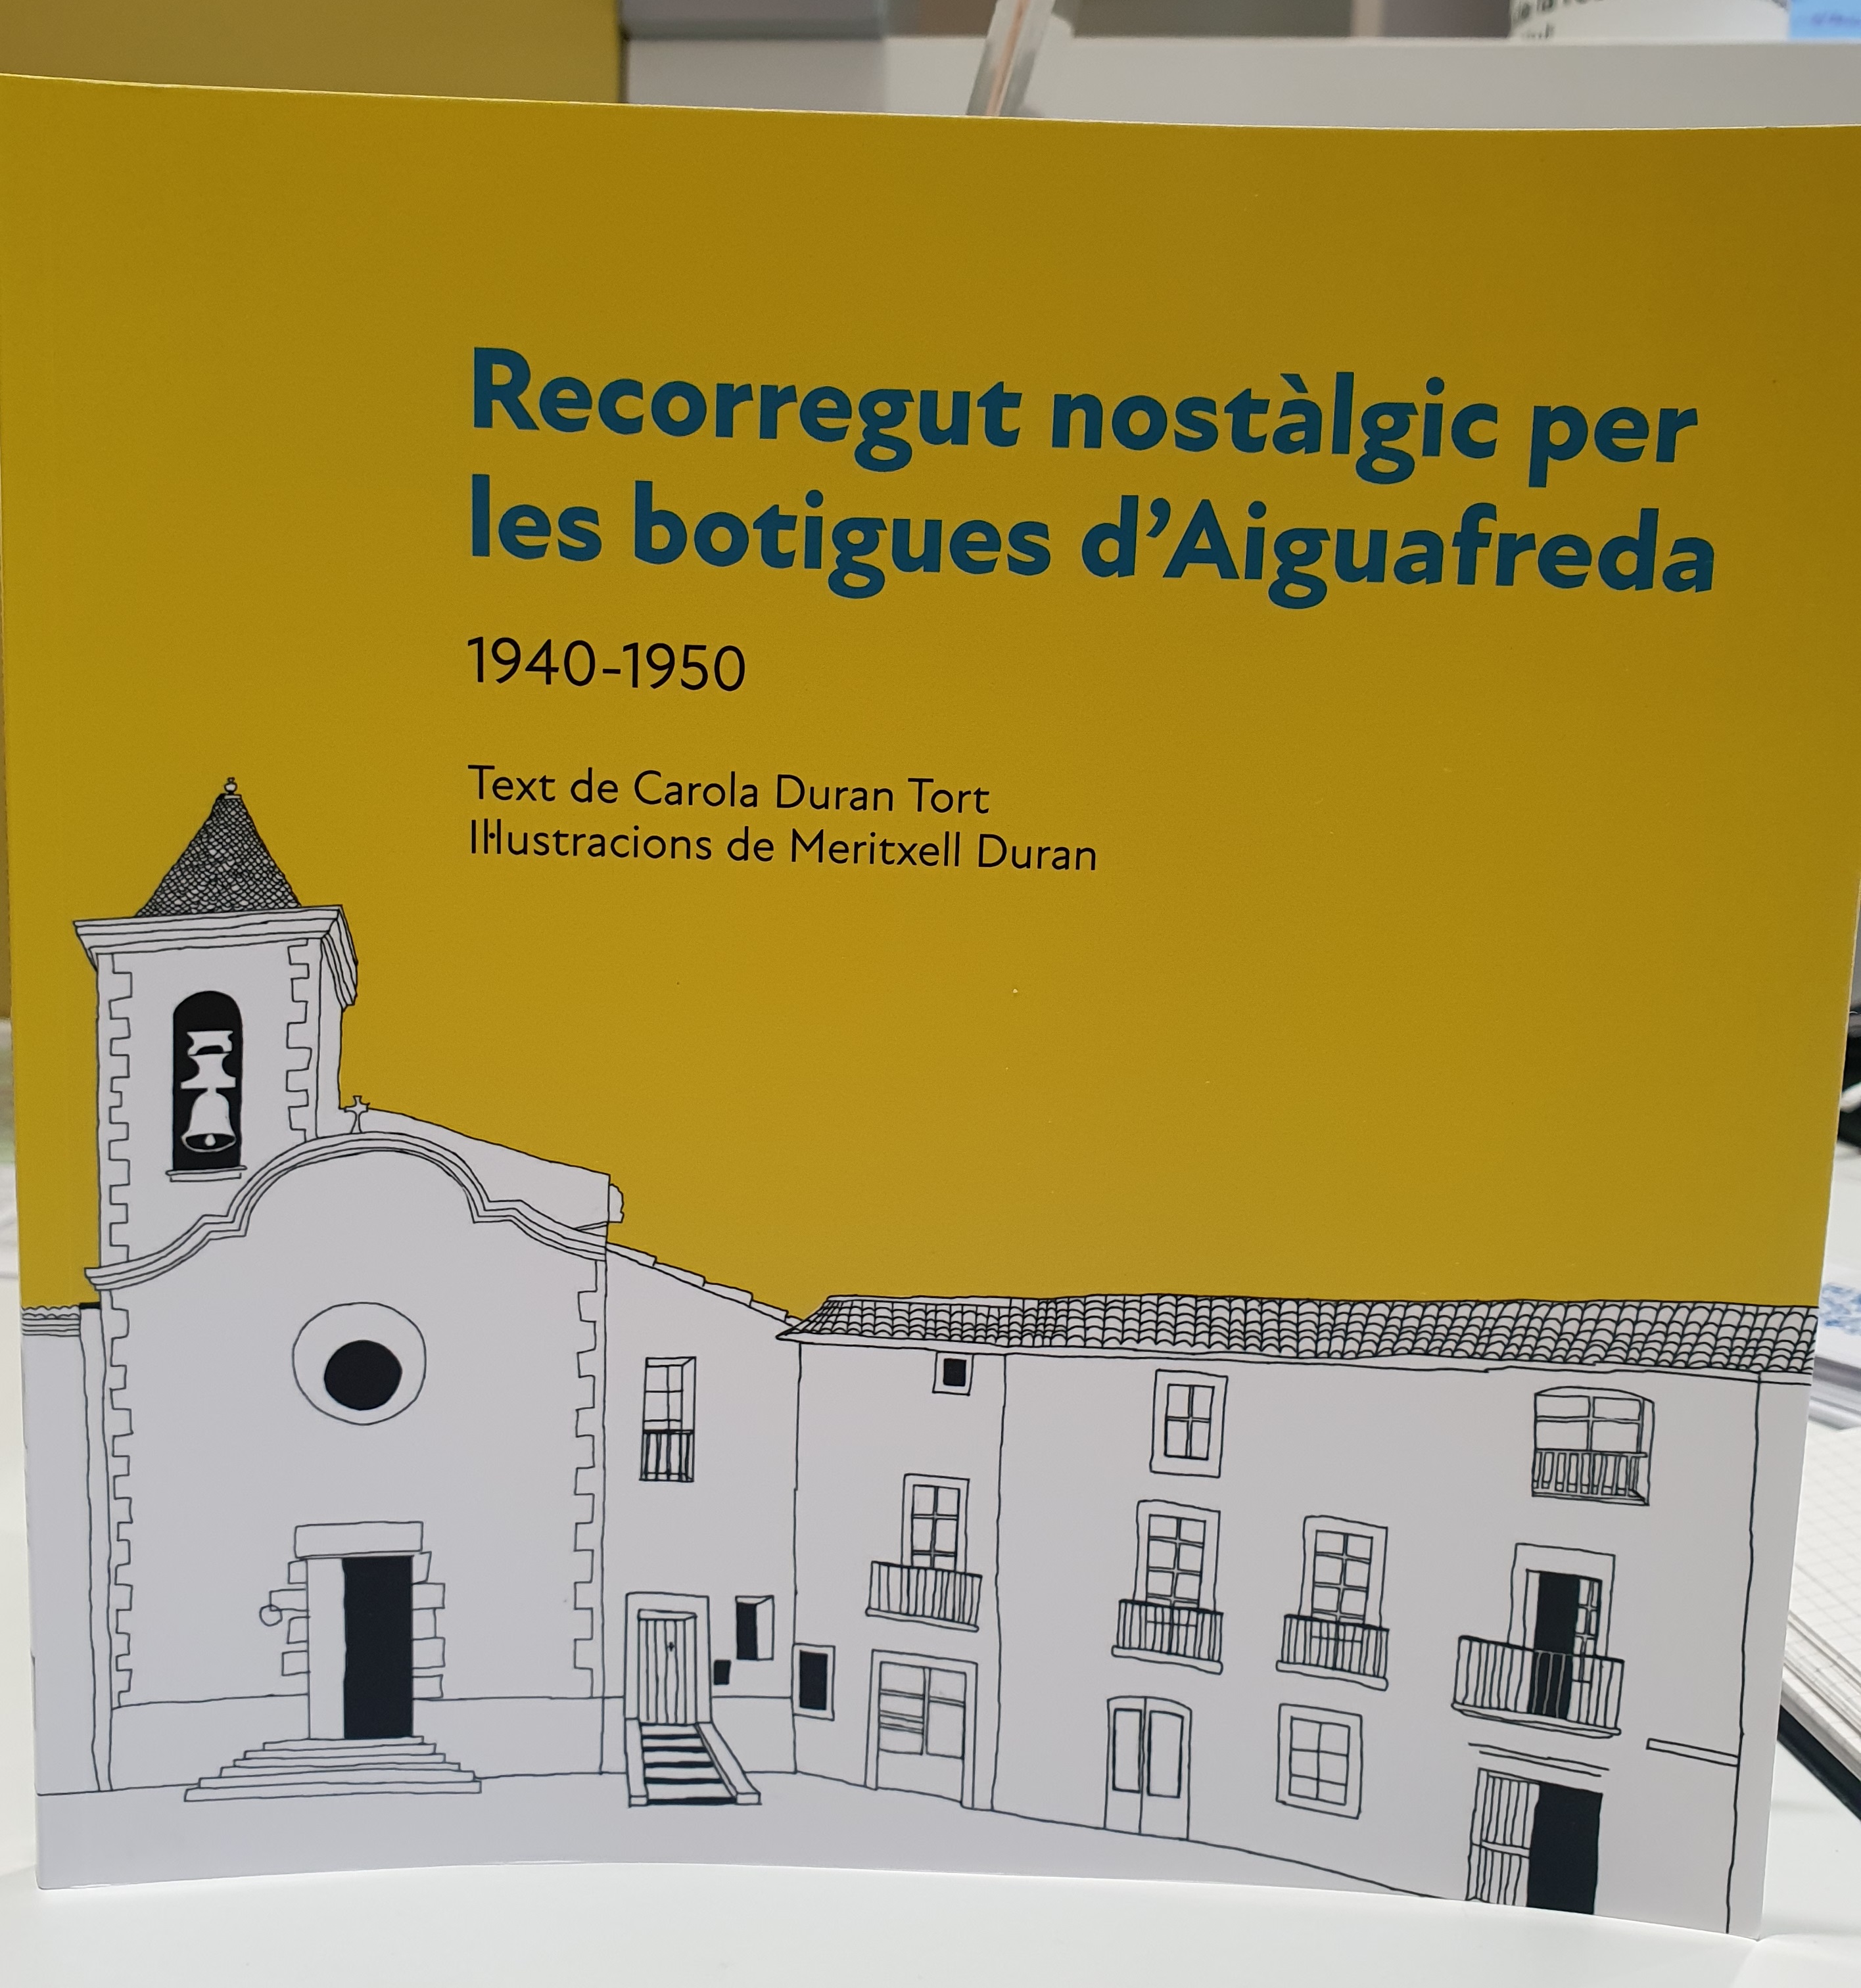 Recorregut nostàlgic per
les botigues d'Aiguafreda
1940-1950
Text de Carola Duran Tort
Il·lustracions de Meritxell Duran